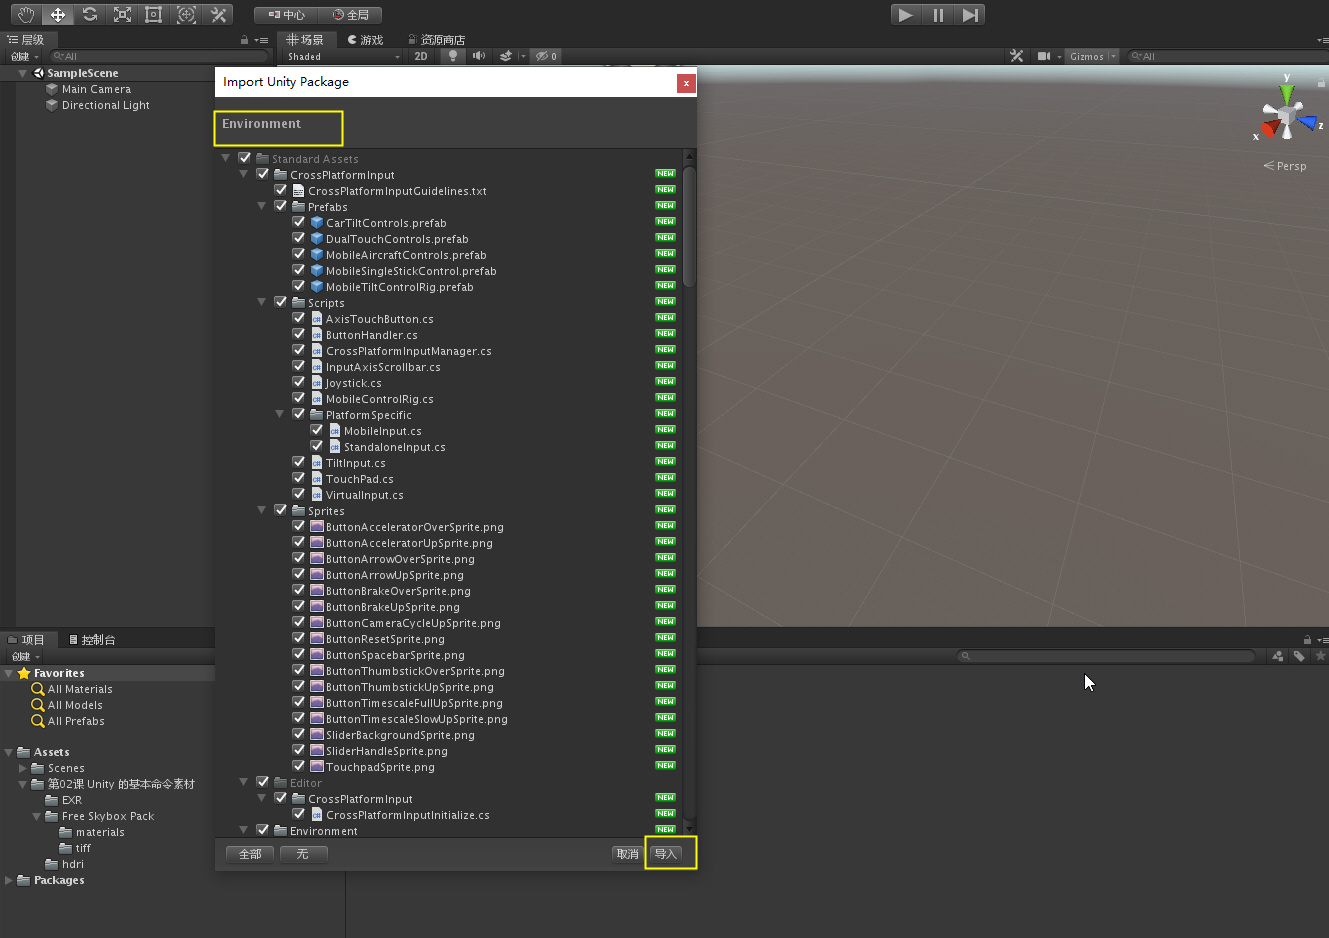 中心 全局
层级
场景 游戏 资源商店
创建 All
Shaded 2D 0 Gizmos All
SampleScene
Main Camera
Directional Light
Import Unity Package
x
Environment
Standard Assets
CrossPlatformInput NEW
CrossPlatformInputGuidelines.txt NEW
Prefabs NEW
CarTiltControls.prefab NEW
DualTouchControls.prefab NEW
MobileAircraftControls.prefab NEW
MobileSingleStickControl.prefab NEW
MobileTiltControlRig.prefab NEW
Scripts NEW
AxisTouchButton.cs NEW
ButtonHandler.cs NEW
CrossPlatformInputManager.cs NEW
InputAxisScrollbar.cs NEW
Joystick.cs NEW
MobileControlRig.cs NEW
PlatformSpecific NEW
MobileInput.cs NEW
StandaloneInput.cs NEW
TiltInput.cs NEW
TouchPad.cs NEW
VirtualInput.cs NEW
Sprites NEW
ButtonAcceleratorOverSprite.png NEW
ButtonAcceleratorUpSprite.png NEW
ButtonArrowOverSprite.png NEW
ButtonArrowUpSprite.png NEW
ButtonBrakeOverSprite.png NEW
ButtonBrakeUpSprite.png NEW
ButtonCameraCycleUpSprite.png NEW
ButtonResetSprite.png NEW
ButtonSpacebarSprite.png NEW
ButtonThumbstickOverSprite.png NEW
ButtonThumbstickUpSprite.png NEW
ButtonTimescaleFullUpSprite.png NEW
ButtonTimescaleSlowUpSprite.png NEW
SliderBackgroundSprite.png NEW
SliderHandleSprite.png NEW
TouchpadSprite.png NEW
Editor
CrossPlatformInput NEW
CrossPlatformInputInitialize.cs NEW
Environment NEW
全部 无 取消 导入
y
x
z
Persp
项目 控制台
创建
Favorites
All Materials
All Models
All Prefabs
Assets
Scenes
第02课 Unity 的基本命令素材
EXR
Free Skybox Pack
materials
tiff
hdri
Packages